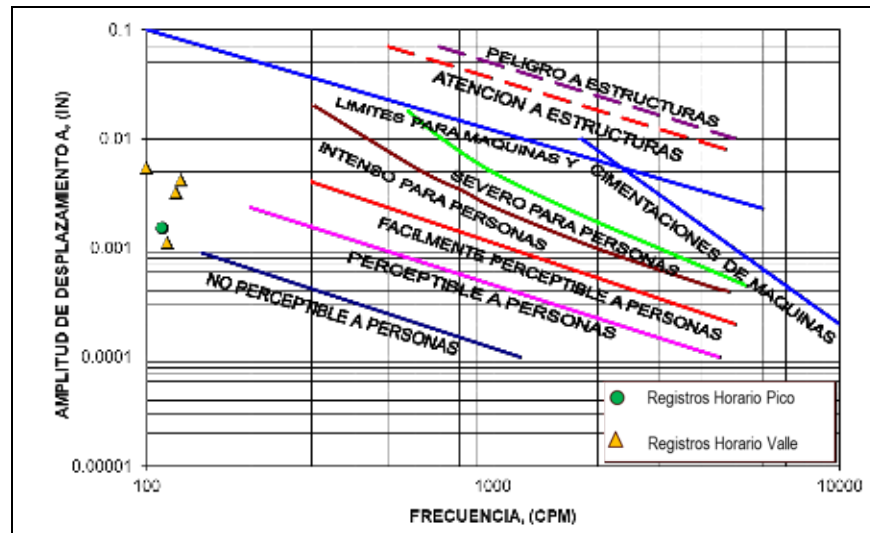 0.1
0.01
0.001
0.0001
0.00001
AMPLITUD DE DESPLAZAMIENTO A, (IN)
PELIGRO A ESTRUCTURAS
ATENCION A ESTRUCTURAS
LIMITES PARA MAQUINAS Y CIMENTACIONES DE MAQUINAS
SEVERO PARA PERSONAS
INTENSO PARA PERSONAS
FACILMENTE PERCEPTIBLE A PERSONAS
PERCEPTIBLE A PERSONAS
NO PERCEPTIBLE A PERSONAS
Registros Horario Pico
Registros Horario Valle
100
1000
10000
FRECUENCIA, (CPM)